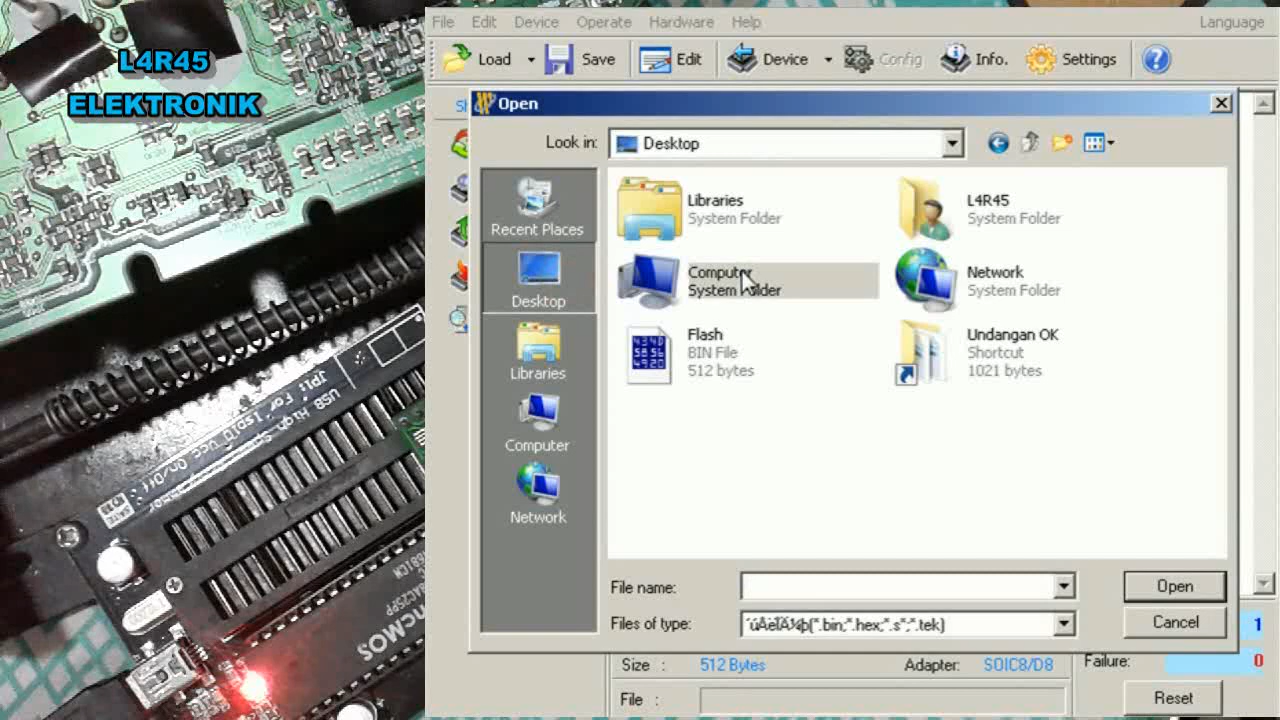 L4R45
ELEKTRONIK
File Edit Device Operate Hardware Help Language
Load Save Edit Device Config Info. Settings
Open
Look in: Desktop
Recent Places
Desktop
Libraries
Computer
Network
Libraries
System Folder
L4R45
System Folder
Computer
System Folder
Network
System Folder
Flash
BIN File
512 bytes
Undangan OK
Shortcut
1021 bytes
File name:
Open
Files of type:
(*.bin;*.hex;*.s*;*.tek)
Cancel
1
Size : 512 Bytes Adapter: SOIC8/D8 Failure: 0
File : Reset
JP1: For
USB High